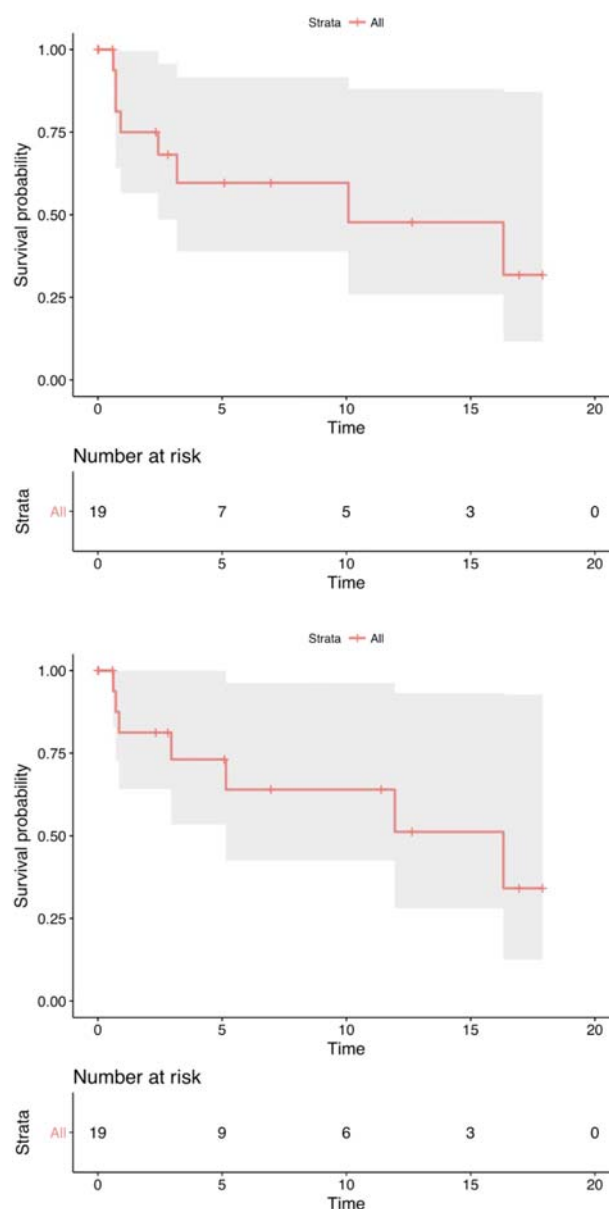 Strata All
1.00
0.75
0.50
0.25
0.00
Survival probability
0 5 10 15 20
Time
Number at risk
Strata
All 19 7 5 3 0
0 5 10 15 20
Time
Strata All
1.00
0.75
0.50
0.25
0.00
Survival probability
0 5 10 15 20
Time
Number at risk
Strata
All 19 9 6 3 0
0 5 10 15 20
Time